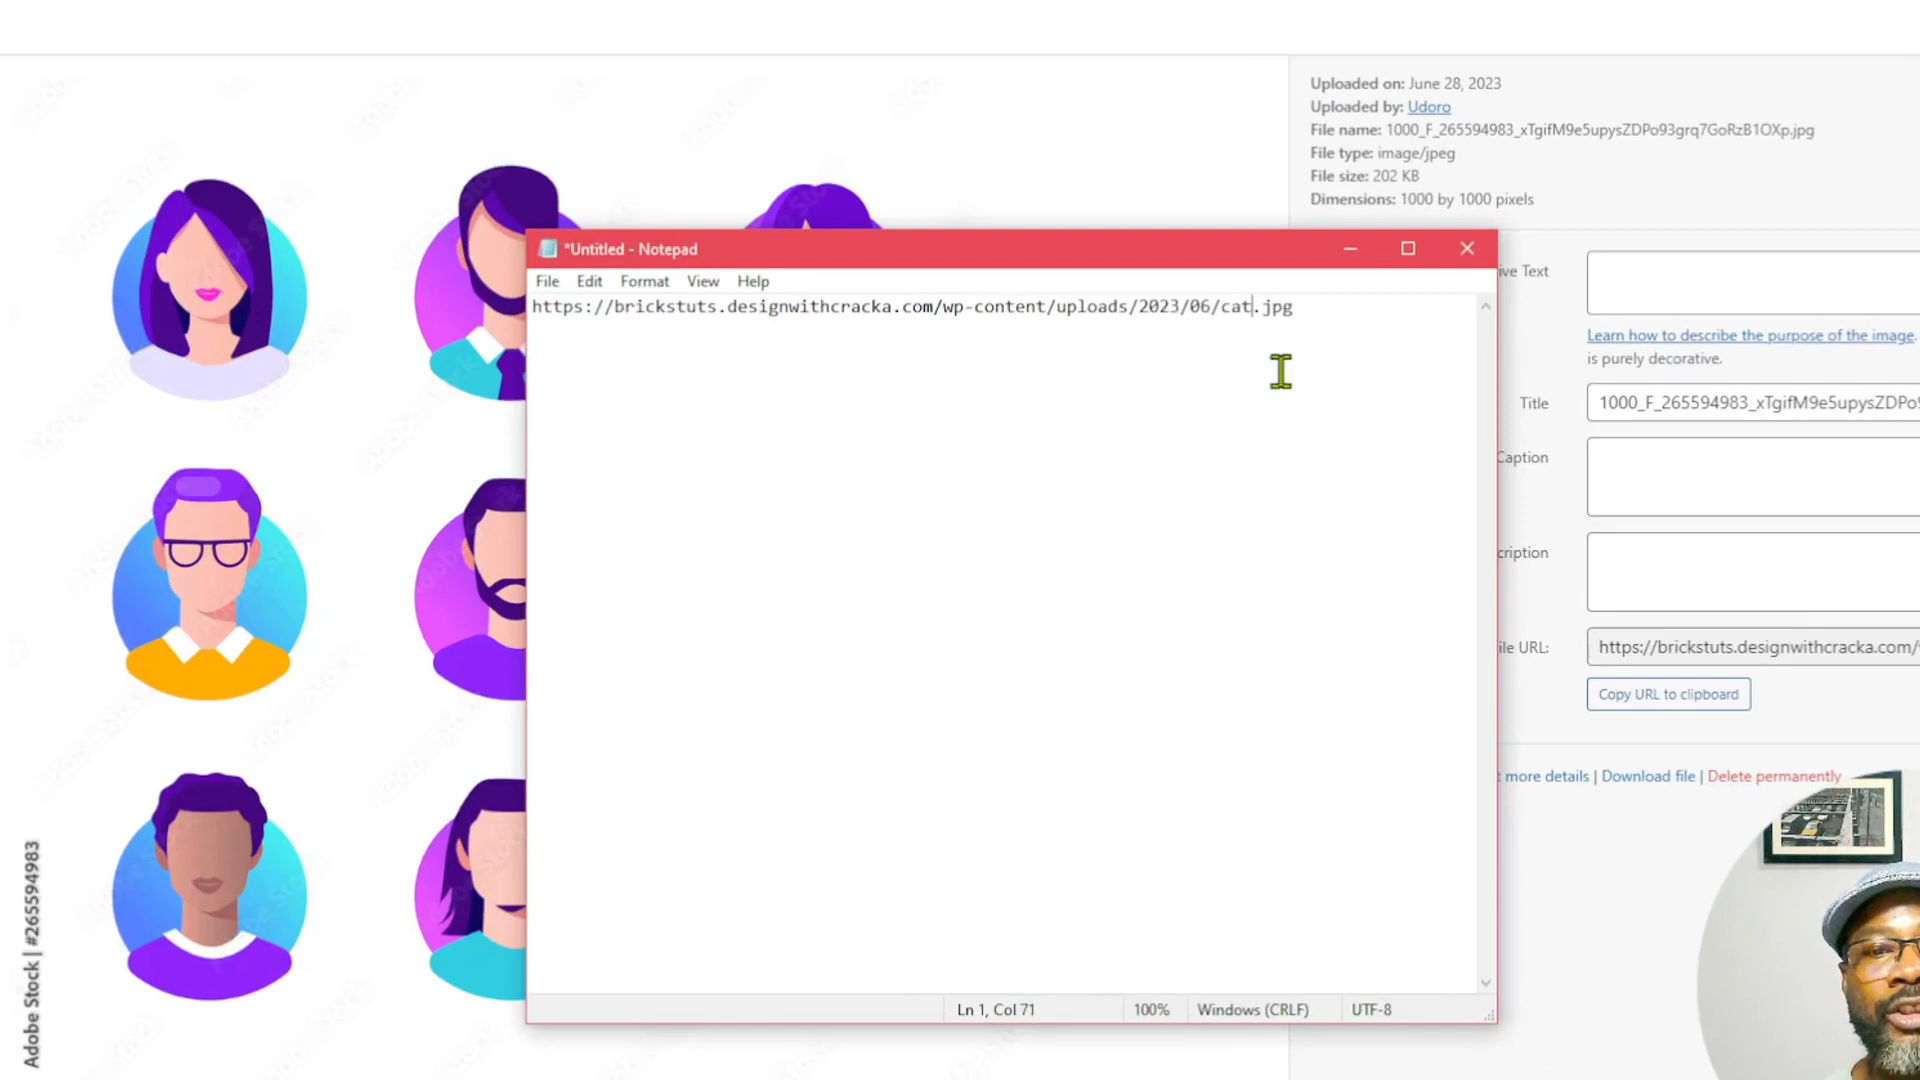 Uploaded on: June 28, 2023
Uploaded by: Udoro
File name: 1000_F_265594983_xTgifM9e5upysZDPo93grq7GoRzB1OXp.jpg
File type: image/jpeg
File size: 202 KB
Dimensions: 1000 by 1000 pixels
*Untitled - Notepad
File Edit Format View Help
https://brickstuts.designwithcracka.com/wp-content/uploads/2023/06/cat.jpg
ive Text
Learn how to describe the purpose of the image.
is purely decorative.
Title
1000_F_265594983_xTgifM9e5upysZDPo9
Caption
cription
ile URL:
https://brickstuts.designwithcracka.com/
Copy URL to clipboard
more details | Download file | Delete permanently
Ln 1, Col 71 100% Windows (CRLF) UTF-8
Adobe Stock | #265594983